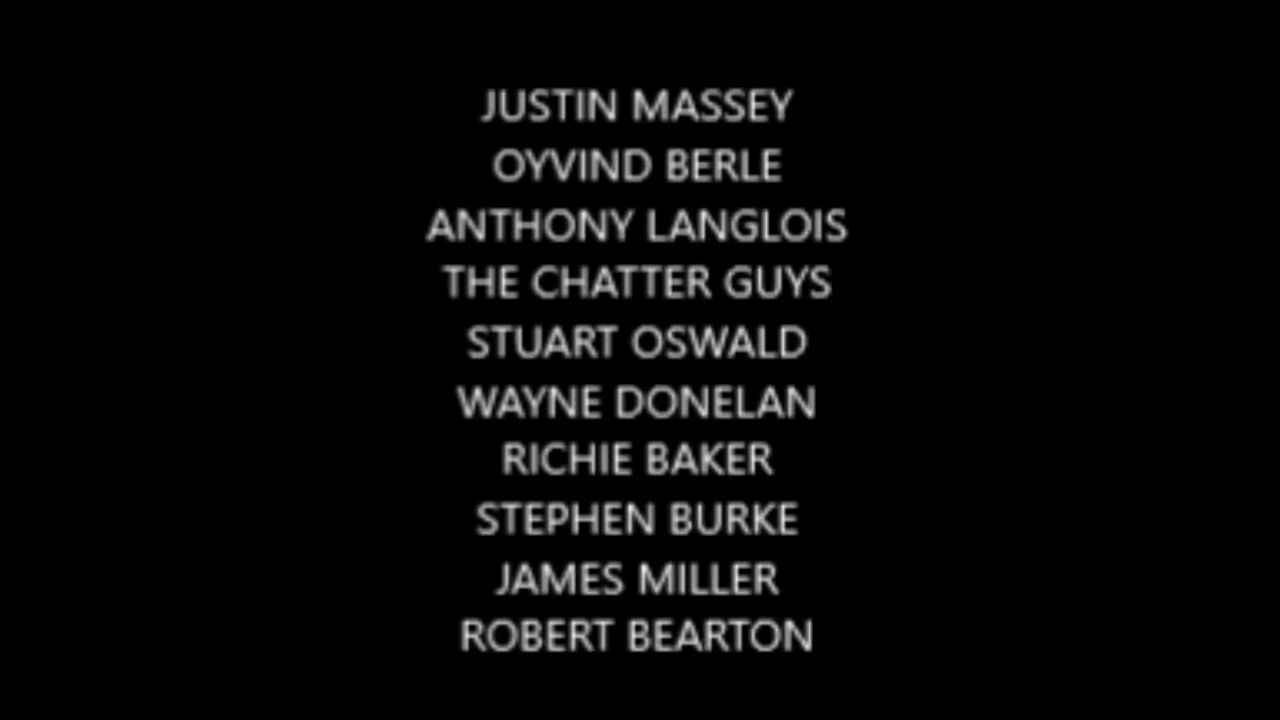 JUSTIN MASSEY
OYVIND BERLE
ANTHONY LANGLOIS
THE CHATTER GUYS
STUART OSWALD
WAYNE DONELAN
RICHIE BAKER
STEPHEN BURKE
JAMES MILLER
ROBERT BEARTON